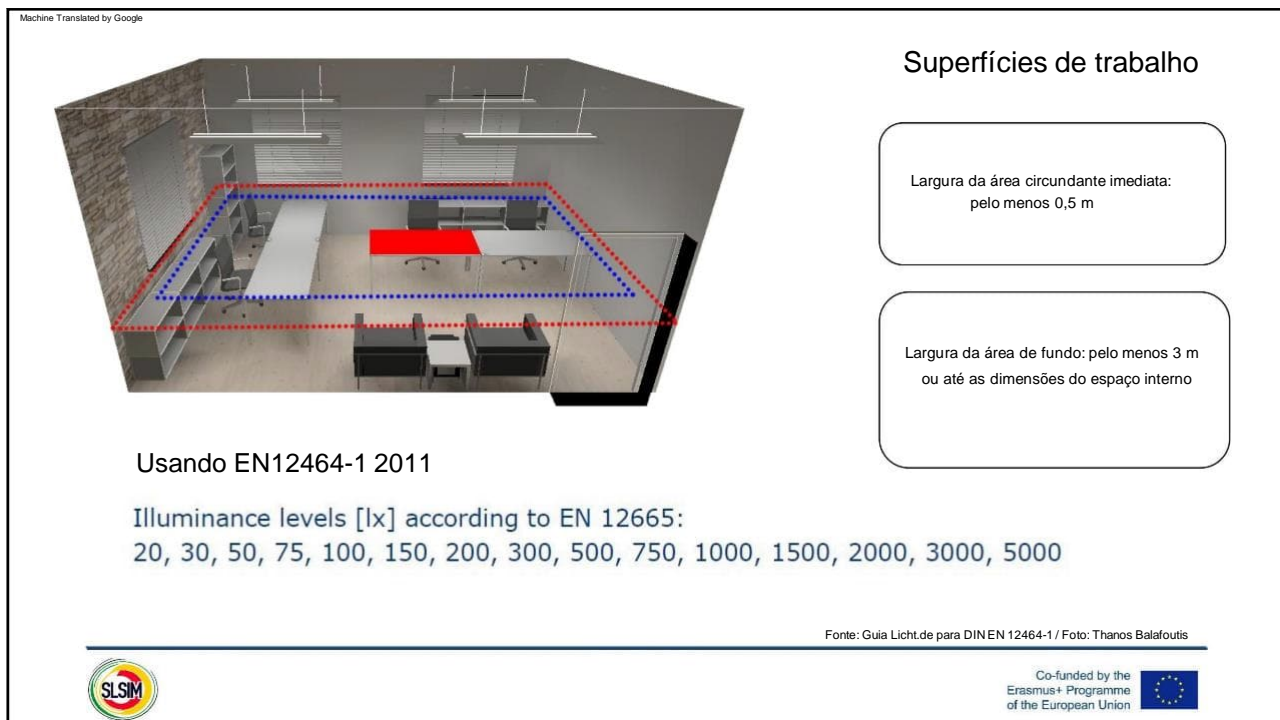 Machine Translated by Google
Superfícies de trabalho
Largura da área circundante imediata:
pelo menos 0,5 m
Largura da área de fundo: pelo menos 3 m
ou até as dimensões do espaço interno
Usando EN12464-1 2011
Illuminance levels [lx] according to EN 12665:
20, 30, 50, 75, 100, 150, 200, 300, 500, 750, 1000, 1500, 2000, 3000, 5000
Fonte: Guia Licht.de para DIN EN 12464-1 / Foto: Thanos Balafoutis
SLSIM
Co-funded by the
Erasmus+ Programme
of the European Union